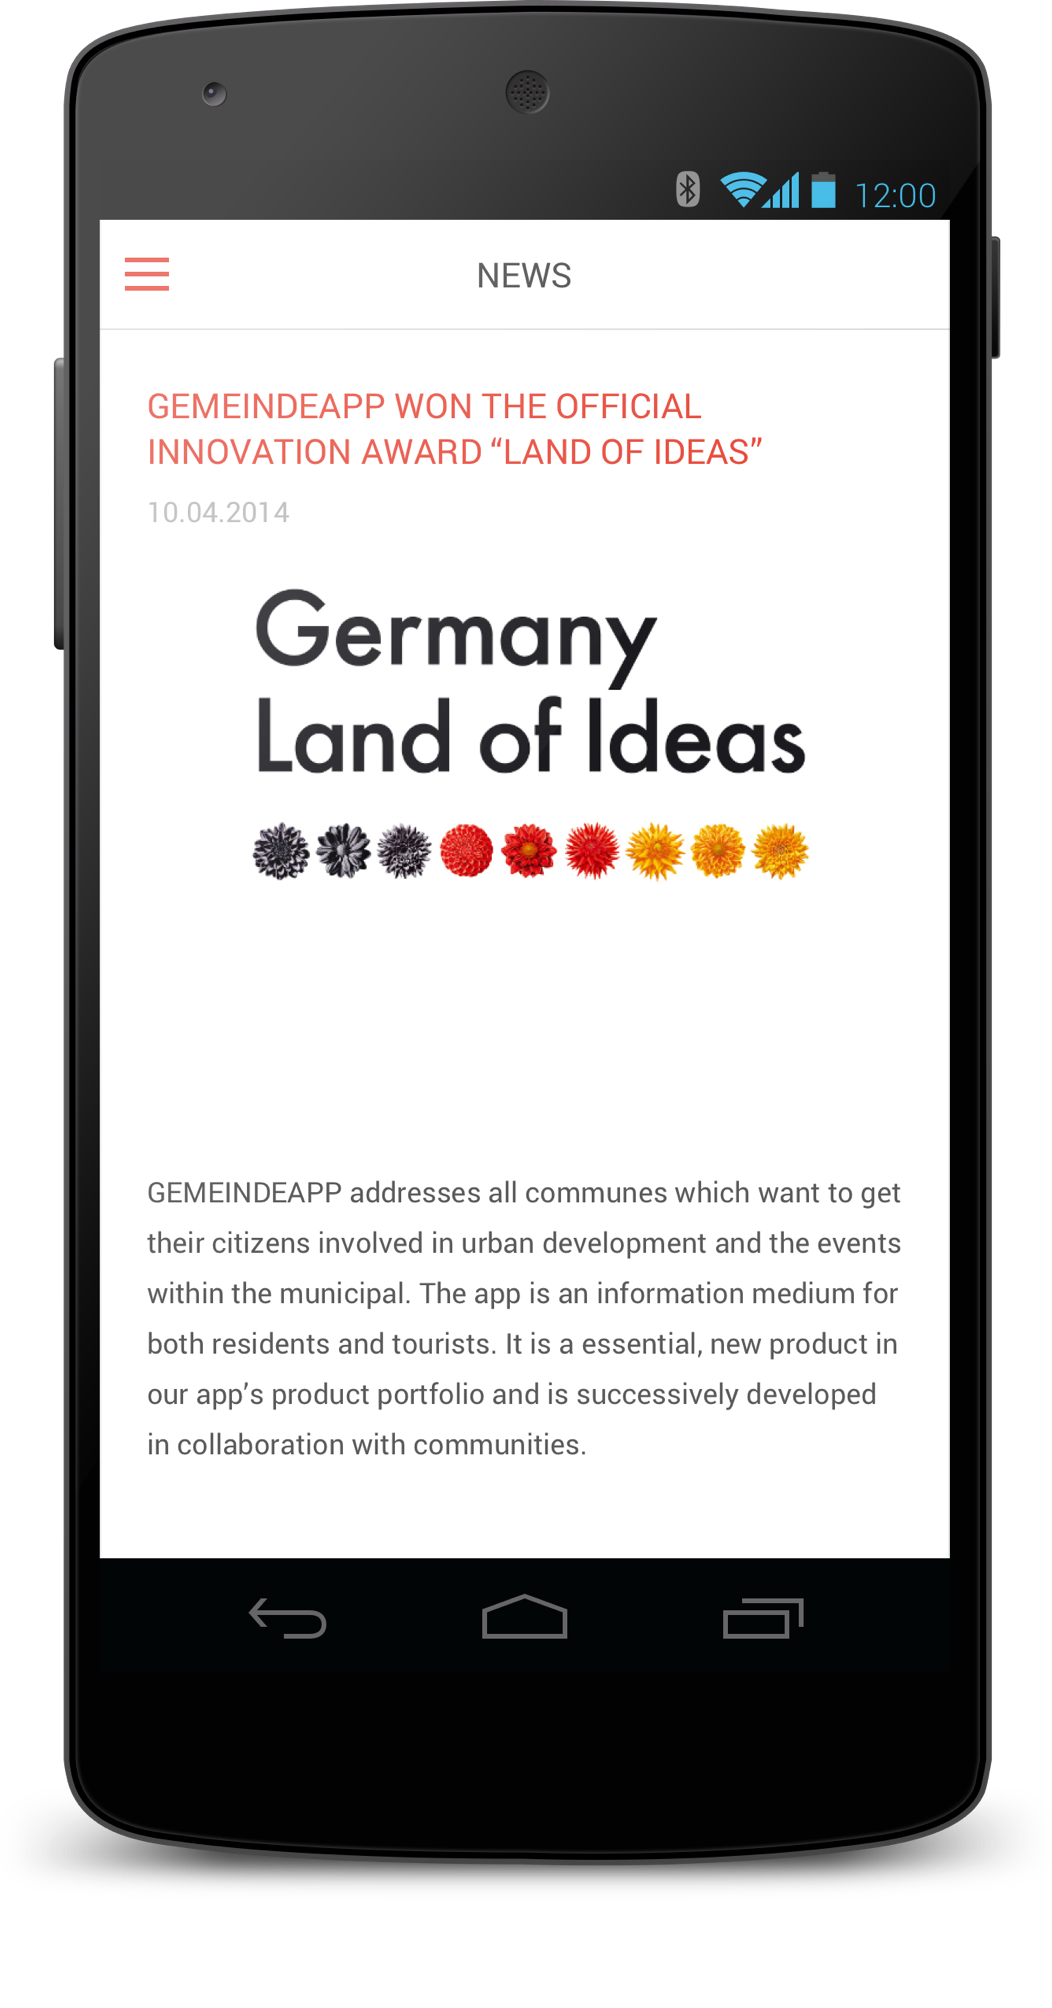 12:00
NEWS
GEMEINDEAPP WON THE OFFICIAL
INNOVATION AWARD “LAND OF IDEAS”
10.04.2014
Germany
Land of Ideas
GEMEINDEAPP addresses all communes which want to get
their citizens involved in urban development and the events
within the municipal. The app is an information medium for
both residents and tourists. It is a essential, new product in
our app’s product portfolio and is successively developed
in collaboration with communities.